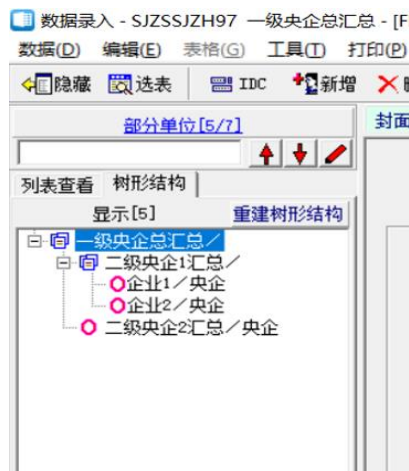 数据录入 - SJZSSJZH97 一级央企总汇总 - [F
数据(D) 编辑(E) 表格(G) 工具(T) 打印(P)
隐藏 选表 IDC 新增
部分单位[5/7]
封面
列表查看 树形结构
显示[5] 重建树形结构
一级央企总汇总／
二级央企1汇总／
企业1／央企
企业2／央企
二级央企2汇总／央企